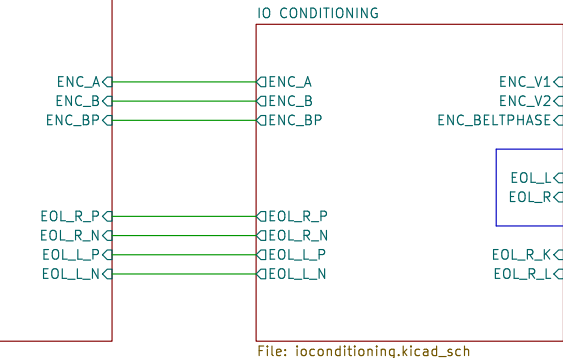 IO CONDITIONING
ENC_A ENC_A ENC_V1
ENC_B ENC_B ENC_V2
ENC_BP ENC_BP ENC_BELTPHASE
EOL_L
EOL_R
EOL_R_P EOL_R_P
EOL_R_N EOL_R_N
EOL_L_P EOL_L_P EOL_R_K
EOL_L_N EOL_L_N EOL_R_L
File: ioconditioning.kicad_sch